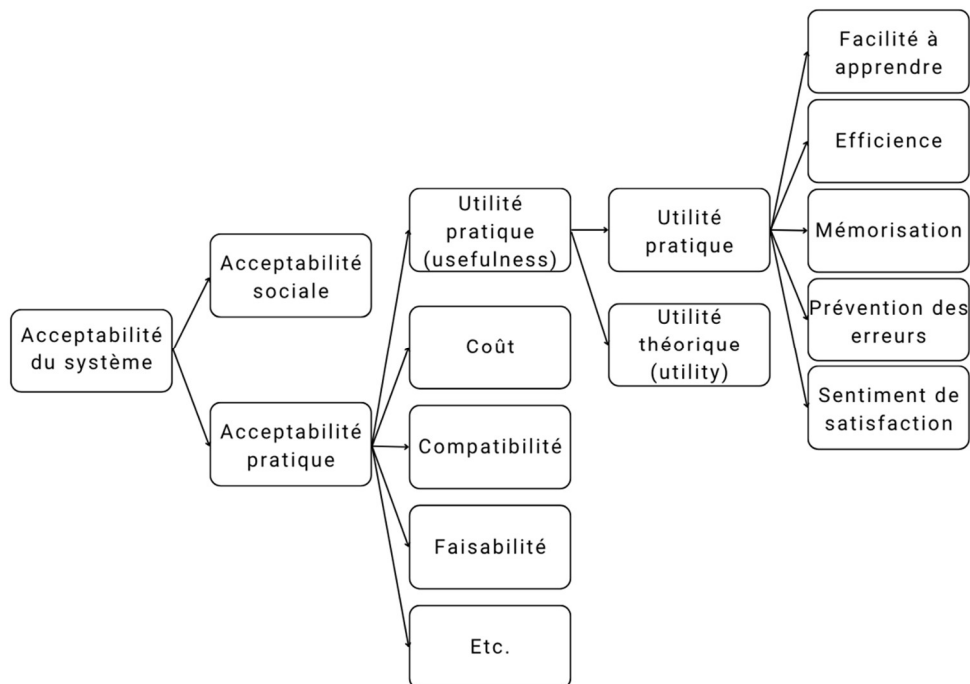 Acceptabilité
du système
Acceptabilité
sociale
Acceptabilité
pratique
Utilité
pratique
(usefulness)
Coût
Compatibilité
Faisabilité
Etc.
Utilité
pratique
Utilité
théorique
(utility)
Facilité à
apprendre
Efficience
Mémorisation
Prévention des
erreurs
Sentiment de
satisfaction